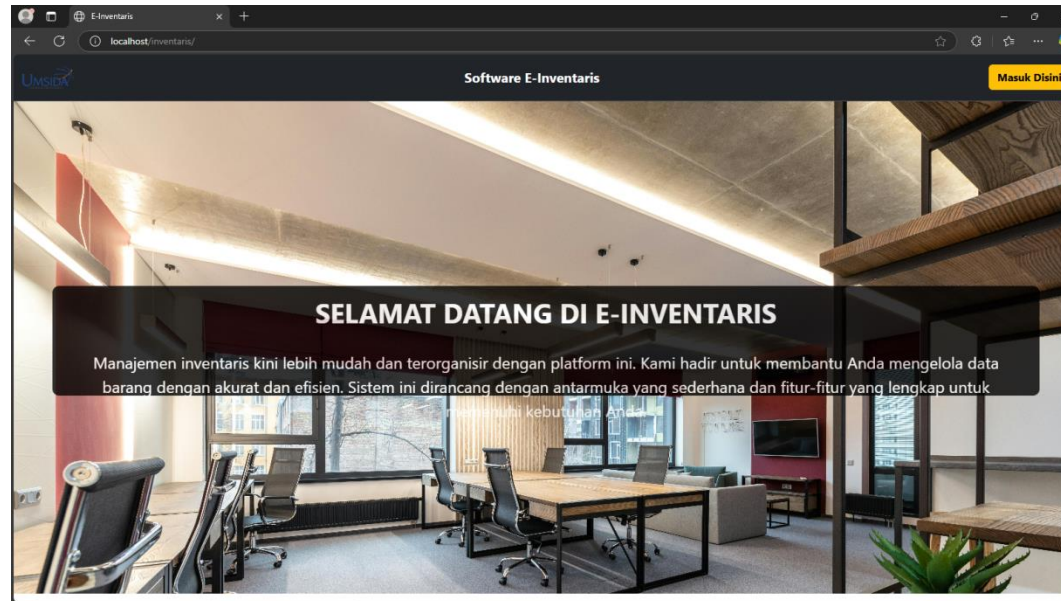 E-Inventaris
localhost/inventaris/
UMSIDA
Software E-Inventaris
Masuk Disini
SELAMAT DATANG DI E-INVENTARIS
Manajemen inventaris kini lebih mudah dan terorganisir dengan platform ini. Kami hadir untuk membantu Anda mengelola data
barang dengan akurat dan efisien. Sistem ini dirancang dengan antarmuka yang sederhana dan fitur-fitur yang lengkap untuk
memenuhi kebutuhan Anda.